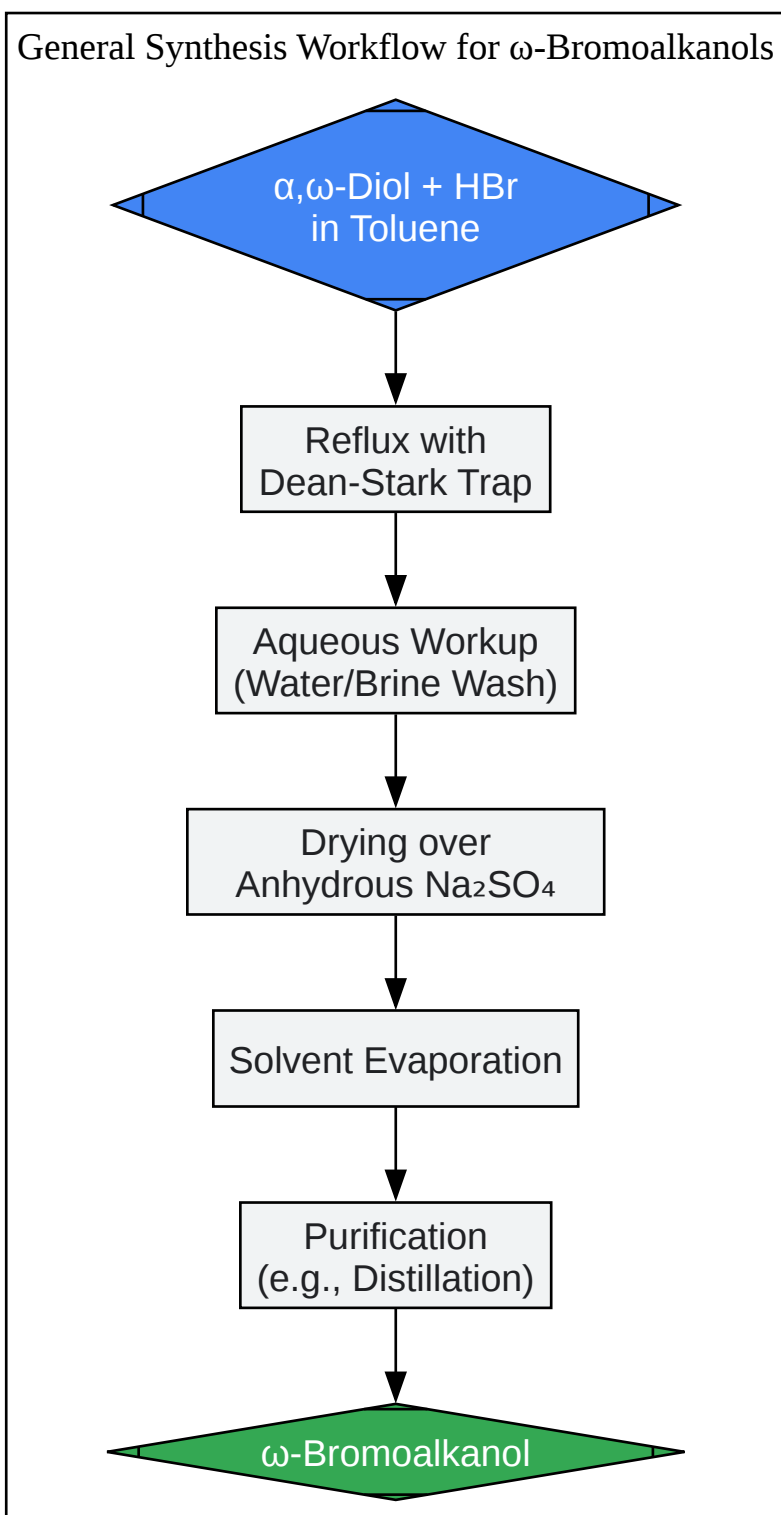 General Synthesis Workflow for ω-Bromoalkanols
α,ω-Diol + HBr
in Toluene
Reflux with
Dean-Stark Trap
Aqueous Workup
(Water/Brine Wash)
Drying over
Anhydrous Na₂SO₄
Solvent Evaporation
Purification
(e.g., Distillation)
ω-Bromoalkanol